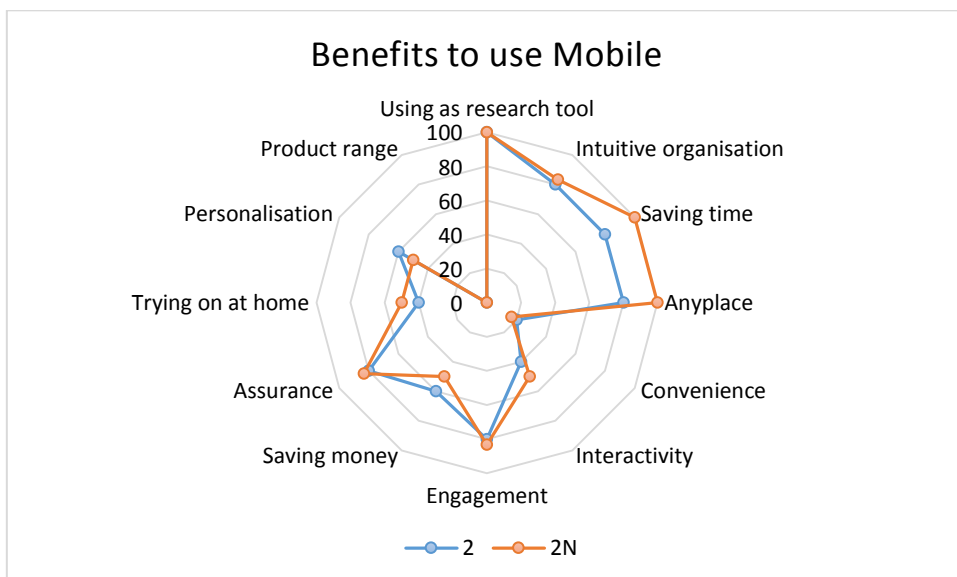 Benefits to use Mobile
Using as research tool
Intuitive organisation
Saving time
Anyplace
Convenience
Interactivity
Engagement
Saving money
Assurance
Trying on at home
Personalisation
Product range
100
80
60
40
20
0
2
2N